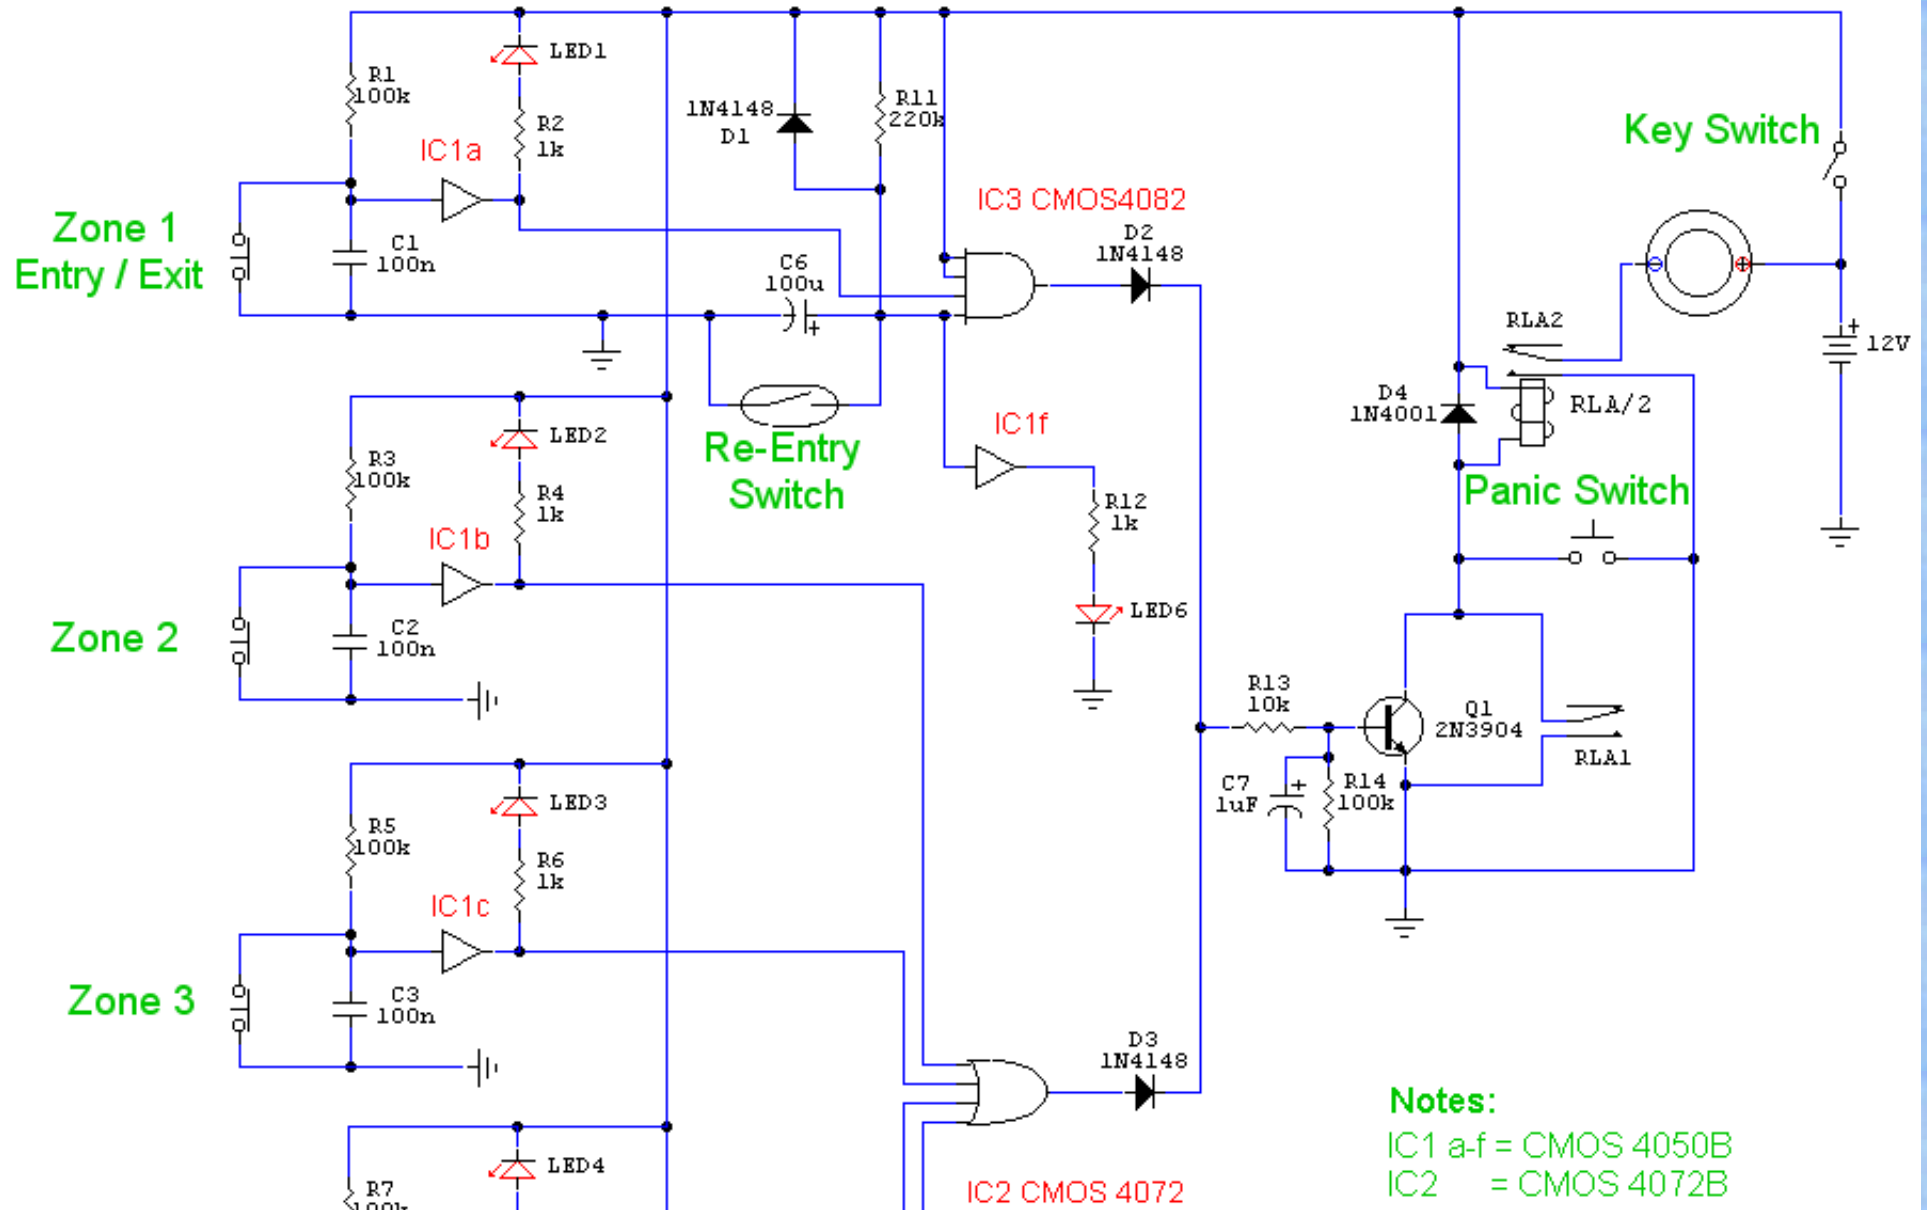 LED1
R1
100k
R2
1k
IC1a
Zone 1
Entry / Exit
C1
100n
1N4148
D1
R11
220k
C6
100u
+
Re-Entry
Switch
IC3 CMOS4082
D2
1N4148
Key Switch
RLA2
+
12V
D4
1N4001
RLA/2
Panic Switch
LED2
R3
100k
R4
1k
IC1b
Zone 2
C2
100n
IC1f
R12
1k
LED6
R13
10k
Q1
2N3904
RLA1
C7
1uF
+
R14
100k
LED3
R5
100k
R6
1k
IC1c
Zone 3
C3
100n
D3
1N4148
LED4
R7
100k
IC2 CMOS 4072
Notes:
IC1 a-f = CMOS 4050B
IC2 = CMOS 4072B